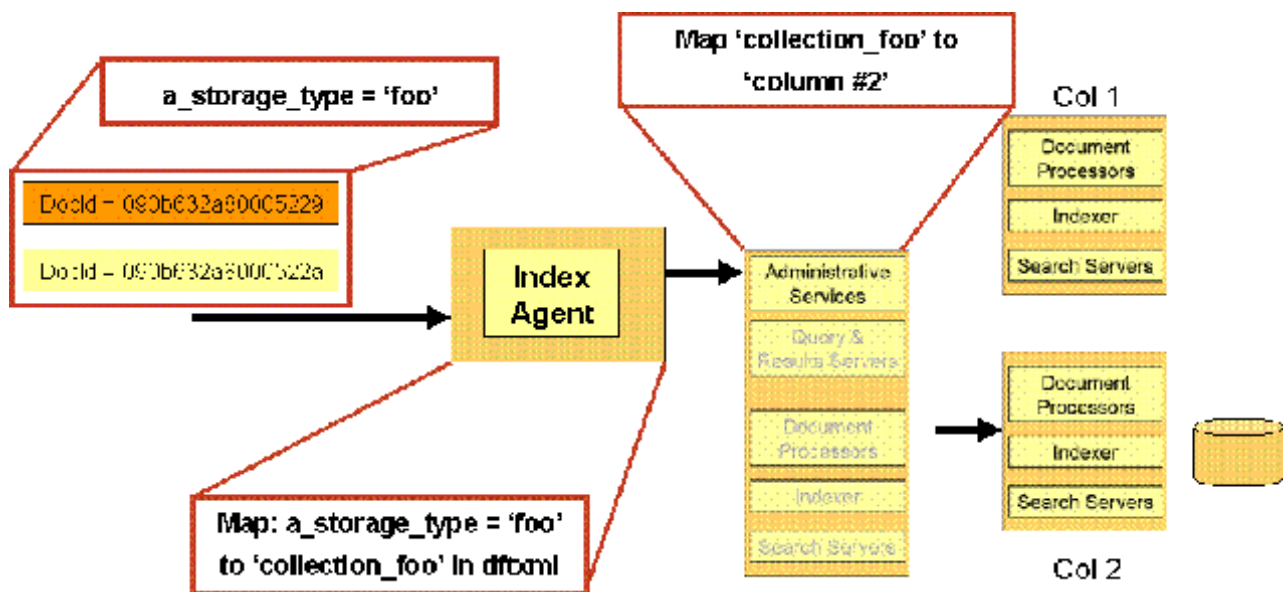 Map ‘collection_foo’ to
‘column #2’
a_storage_type = ‘foo’
Col 1
Document
Processors
Indexer
Search Servers
DocId = 090b632a80005229
DocId = 090b632a8000522a
Index
Agent
Administrative
Services
Query &
Results Servers
Document
Processors
Indexer
Search Servers
Document
Processors
Indexer
Search Servers
Col 2
Map: a_storage_type = ‘foo’
to ‘collection_foo’ in dftxml